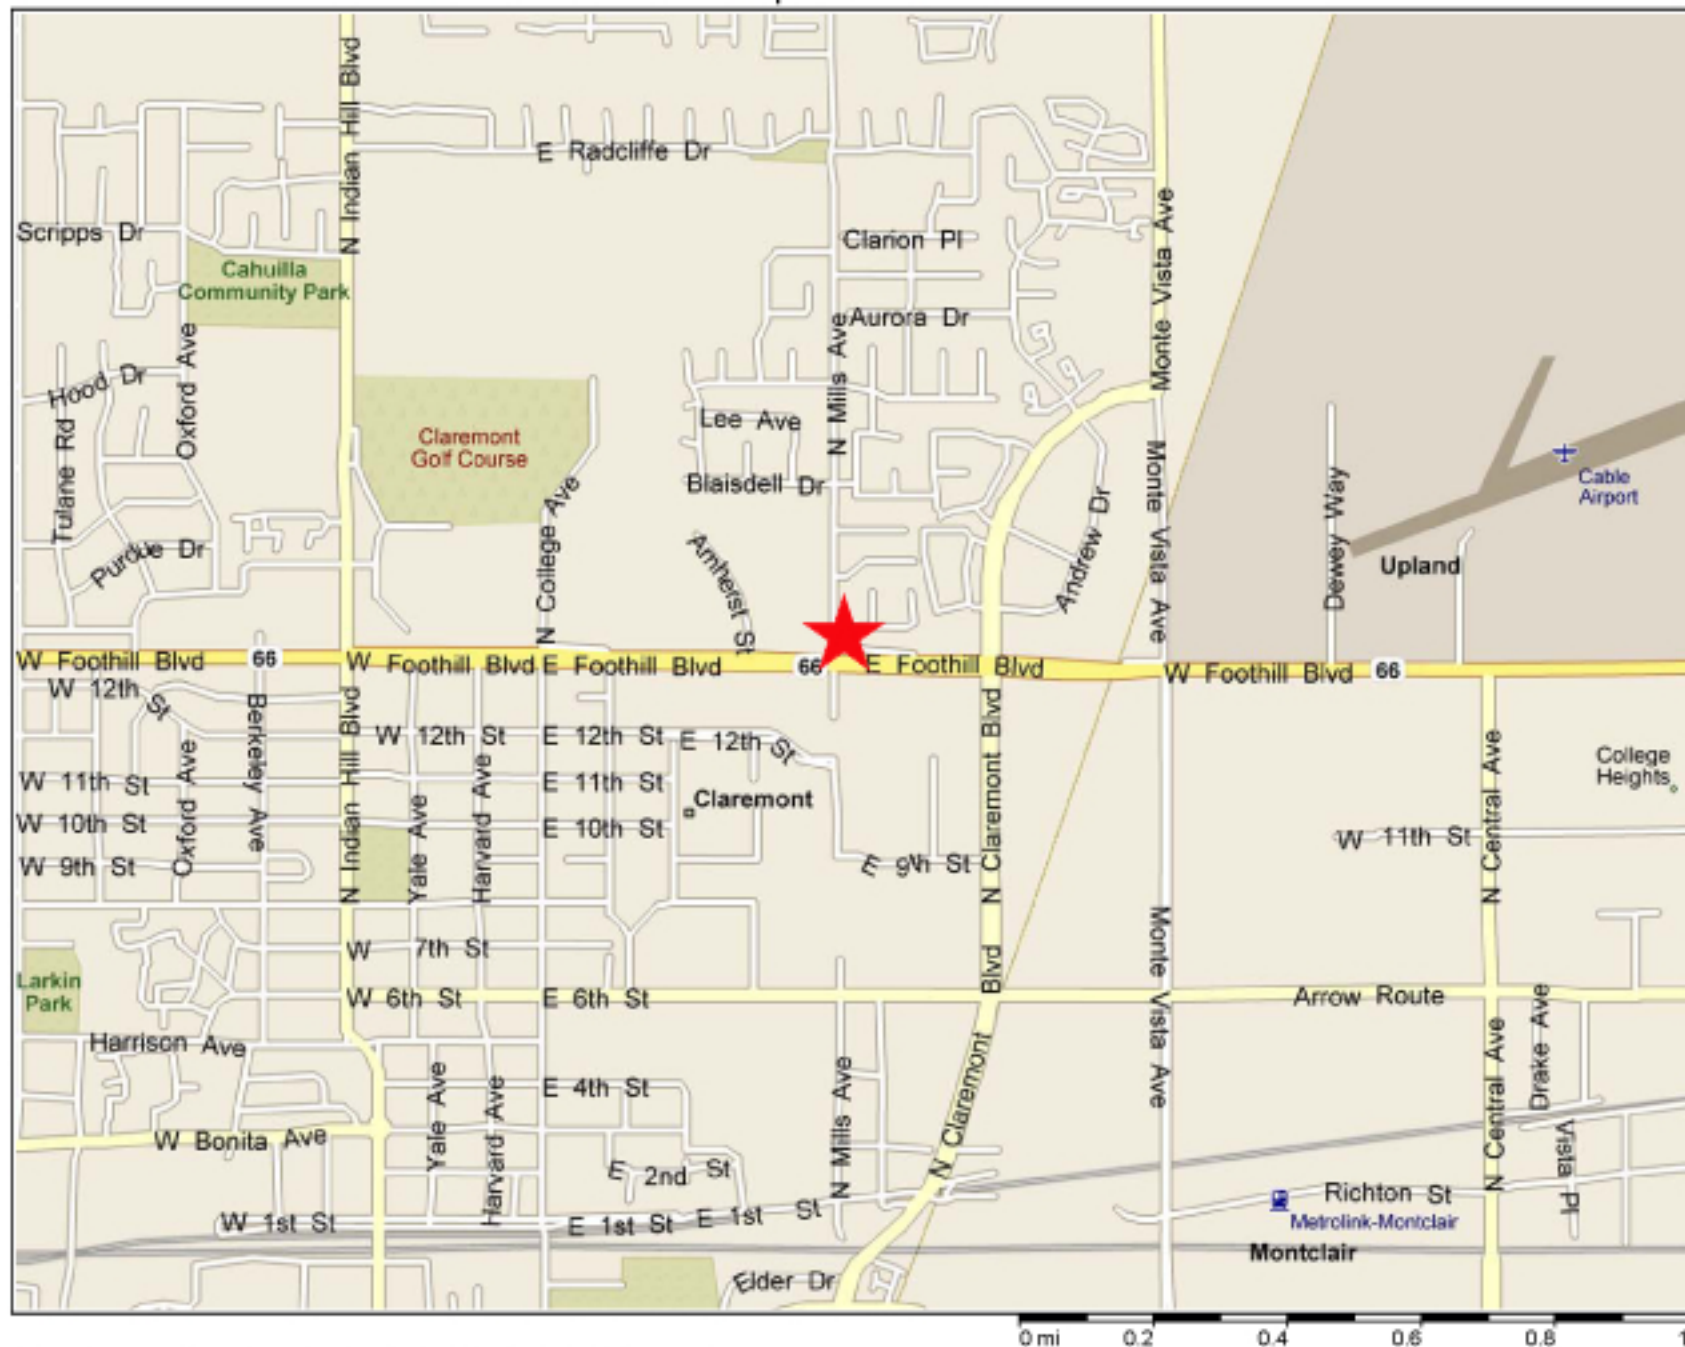 N Indian Hill Blvd
E Radcliffe Dr
Monte Vista Ave
Scripps Dr
Clarion Pl
Cahuilla
Community Park
Aurora Dr
Oxford Ave
N Mills Ave
Hood Dr
Lee Ave
Claremont
Golf Course
Tulane Rd
Blaisdell Dr
N College Ave
Monte Vista Ave
Andrew Dr
Dewey Way
Cable
Airport
Purdue Dr
Amherst St
Upland
W Foothill Blvd
66
W Foothill Blvd
E Foothill Blvd
66
E Foothill Blvd
W Foothill Blvd
66
W 12th St
Berkeley Ave
N Indian Hill Blvd
W 12th St
E 12th St
E 12th St
N Claremont Blvd
N Central Ave
College
Heights
W 11th St
Oxford Ave
Yale Ave
Harvard Ave
E 11th St
Claremont
W 10th St
E 10th St
W 11th St
W 9th St
E 9th St
Monte Vista Ave
W 7th St
Blvd
Larkin
Park
W 6th St
E 6th St
Arrow Route
Harrison Ave
Yale Ave
Harvard Ave
E 4th St
N Mills Ave
N Claremont
N Central Ave
Drake Ave
W Bonita Ave
E 2nd St
Vista Pl
Richton St
W 1st St
E 1st St
E 1st St
Metrolink-Montclair
Montclair
Elder Dr
0 mi 0.2 0.4 0.6 0.8 1